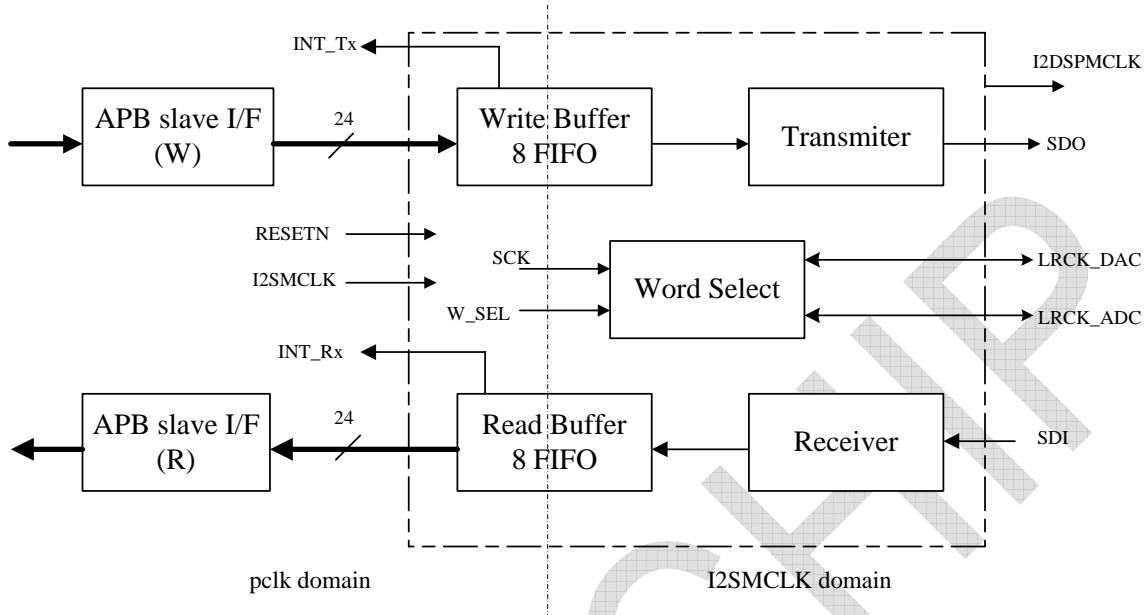 INT_Tx
I2DSPMCLK
APB slave I/F
(W)
24
Write Buffer
8 FIFO
Transmiter
SDO
RESETN
I2SMCLK
SCK
W_SEL
Word Select
LRCK_DAC
LRCK_ADC
INT_Rx
APB slave I/F
(R)
24
Read Buffer
8 FIFO
Receiver
SDI
pclk domain
I2SMCLK domain
CHIP